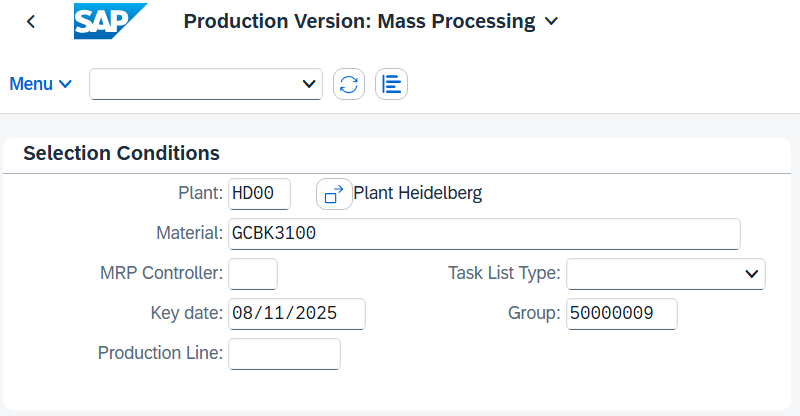 SAP Production Version: Mass Processing
Menu
Selection Conditions
Plant: HD00 Plant Heidelberg
Material: GCBK3100
MRP Controller: Task List Type:
Key date: 08/11/2025 Group: 50000009
Production Line: